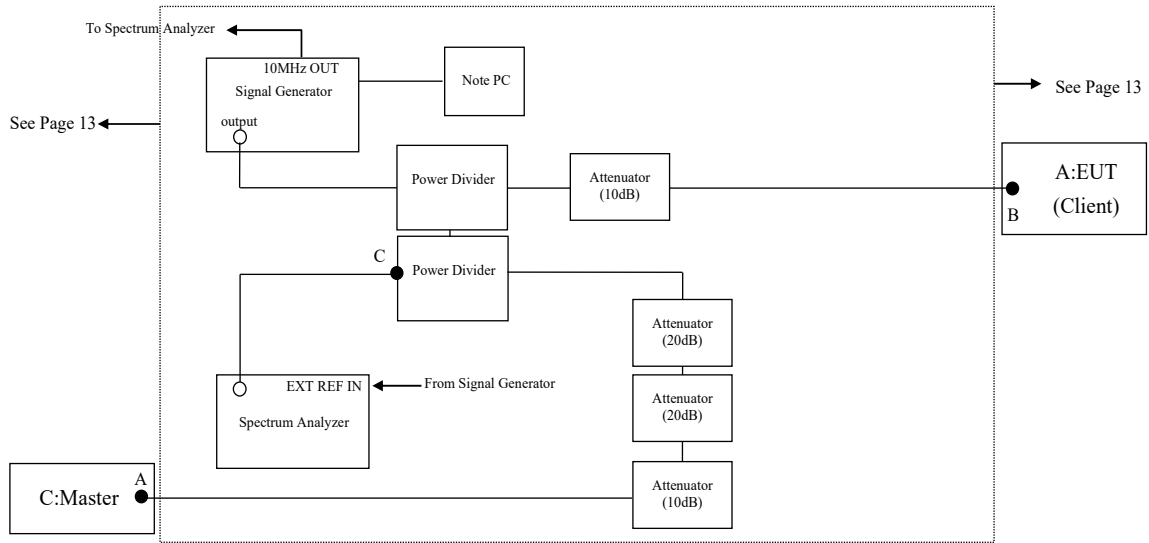 To Spectrum Analyzer
10MHz OUT
Signal Generator
output
Note PC
See Page 13
See Page 13
Power Divider
Attenuator
(10dB)
A:EUT
(Client)
B
C
Power Divider
Attenuator
(20dB)
EXT REF IN
From Signal Generator
Spectrum Analyzer
Attenuator
(20dB)
C:Master
A
Attenuator
(10dB)